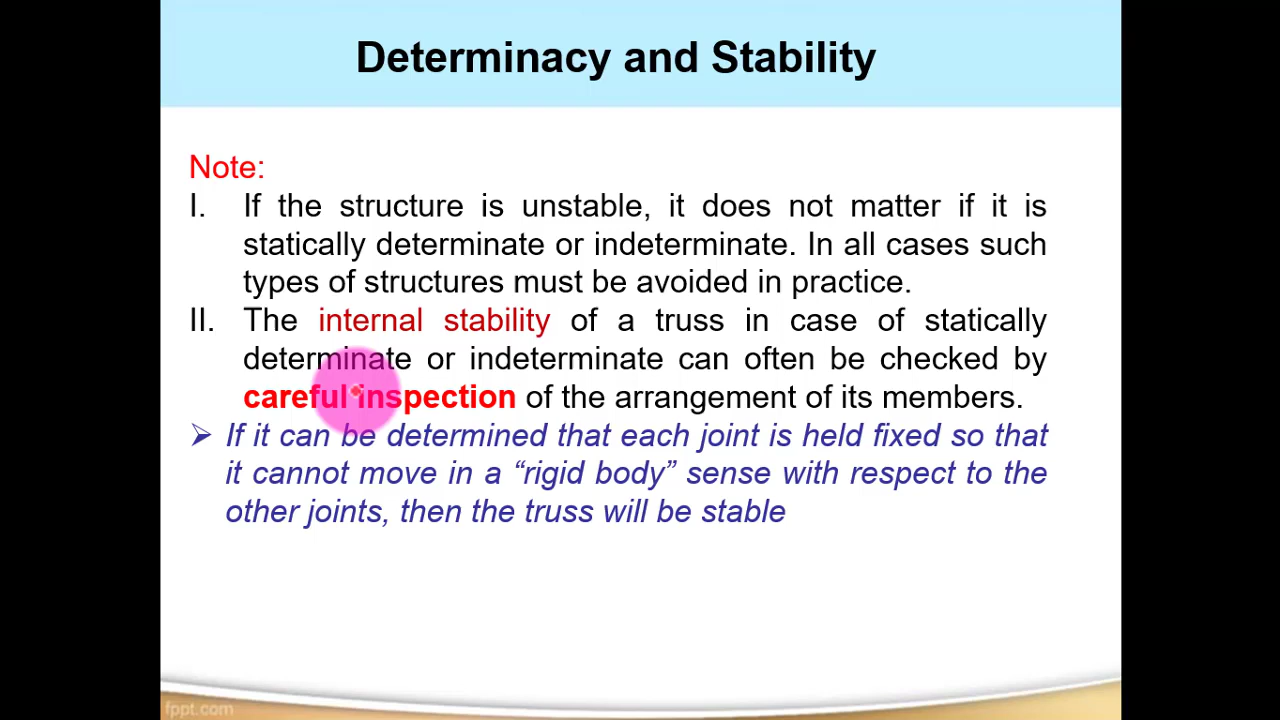 Determinacy and Stability
Note:
I. If the structure is unstable, it does not matter if it is
statically determinate or indeterminate. In all cases such
types of structures must be avoided in practice.
II. The internal stability of a truss in case of statically
determinate or indeterminate can often be checked by
careful inspection of the arrangement of its members.
➢ If it can be determined that each joint is held fixed so that
it cannot move in a “rigid body” sense with respect to the
other joints, then the truss will be stable
fppt.com